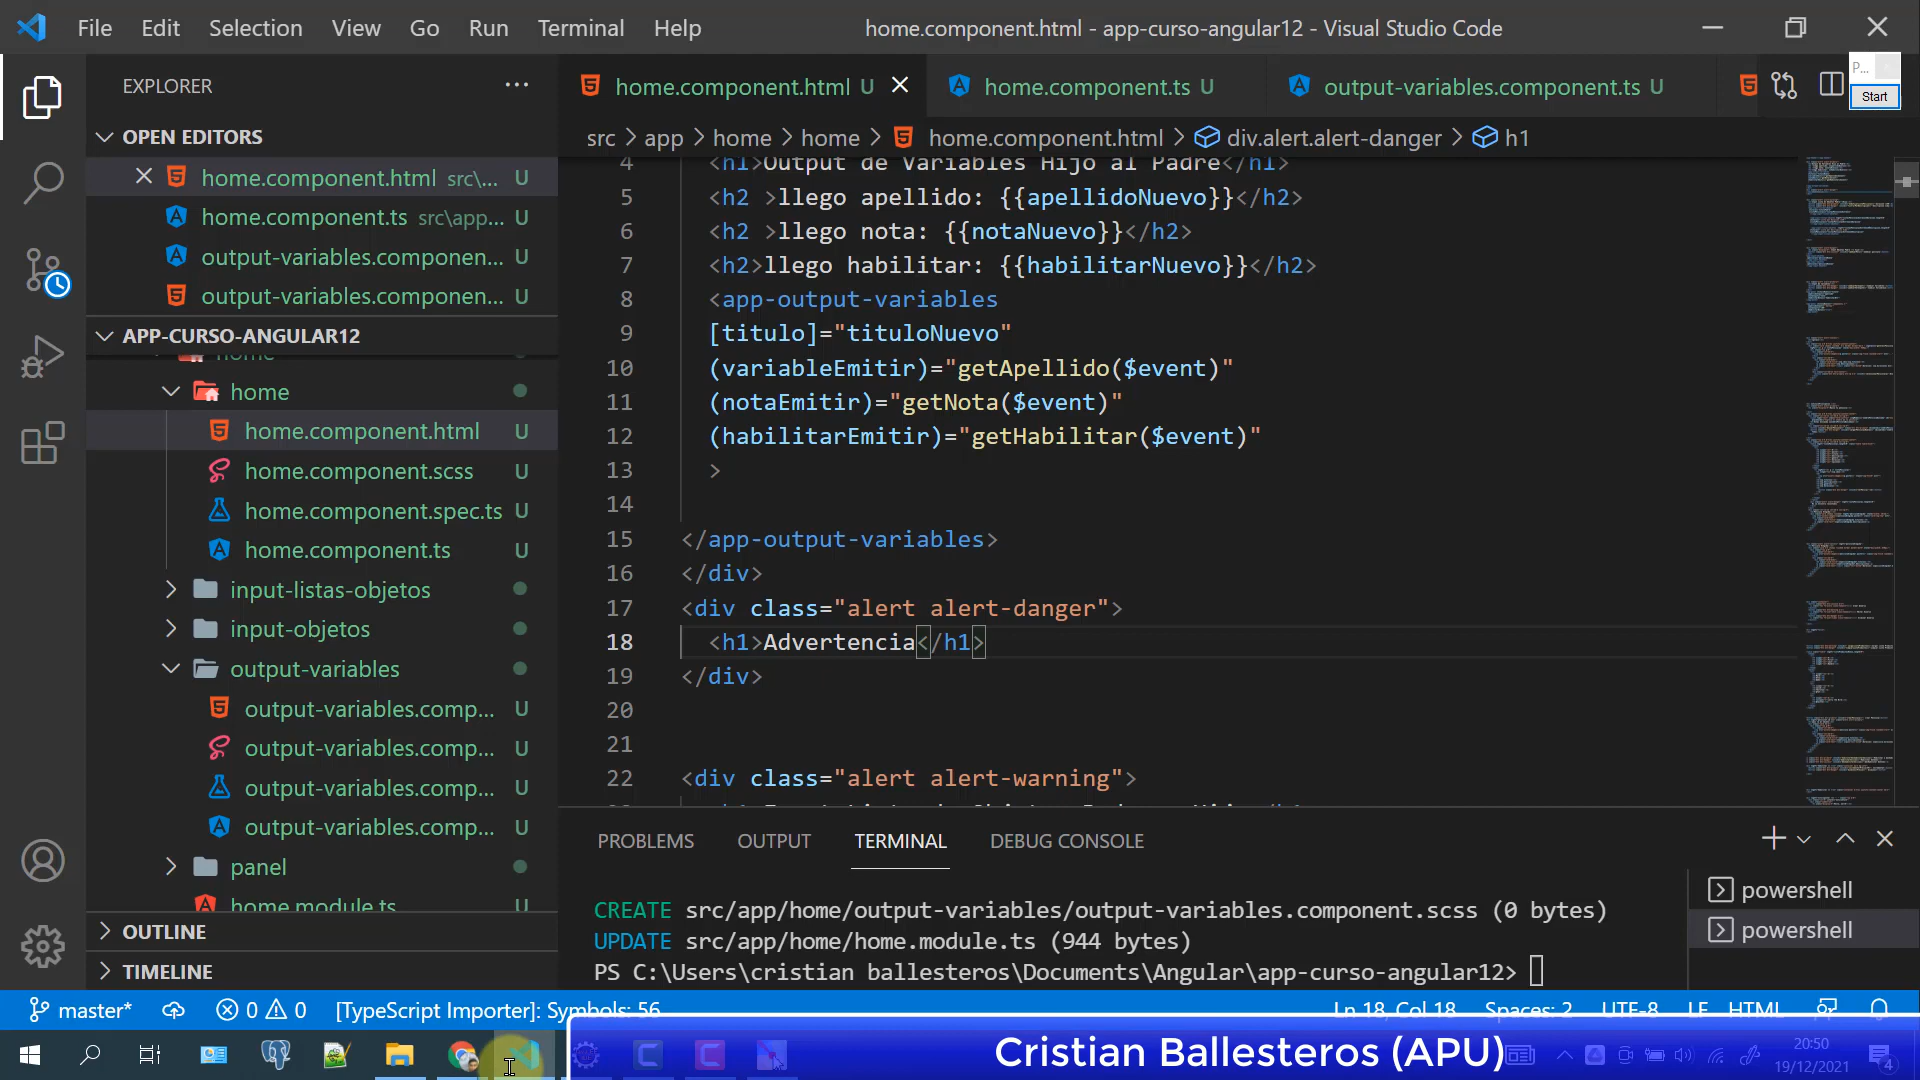 File Edit Selection View Go Run Terminal Help
home.component.html - app-curso-angular12 - Visual Studio Code
EXPLORER
home.component.html U
home.component.ts U
output-variables.component.ts U
P...
Start
OPEN EDITORS
src > app > home > home > home.component.html > div.alert.alert-danger > h1
home.component.html src\... U
home.component.ts src\app... U
output-variables.componen... U
output-variables.componen... U
APP-CURSO-ANGULAR12
home
home
home.component.html U
home.component.scss U
home.component.spec.ts U
home.component.ts U
input-listas-objetos
input-objetos
output-variables
output-variables.comp... U
output-variables.comp... U
output-variables.comp... U
output-variables.comp... U
panel
home.module.ts U
OUTLINE
TIMELINE
4 <h1>Output de Variables Hijo al Padre</h1>
5 <h2 >llego apellido: {{apellidoNuevo}}</h2>
6 <h2 >llego nota: {{notaNuevo}}</h2>
7 <h2>llego habilitar: {{habilitarNuevo}}</h2>
8 <app-output-variables
9 [titulo]="tituloNuevo"
10 (variableEmitir)="getApellido($event)"
11 (notaEmitir)="getNota($event)"
12 (habilitarEmitir)="getHabilitar($event)"
13 >
14
15 </app-output-variables>
16 </div>
17 <div class="alert alert-danger">
18 <h1>Advertencia</h1>
19 </div>
20
21
22 <div class="alert alert-warning">
PROBLEMS OUTPUT TERMINAL DEBUG CONSOLE
CREATE src/app/home/output-variables/output-variables.component.scss (0 bytes)
UPDATE src/app/home/home.module.ts (944 bytes)
PS C:\Users\cristian ballesteros\Documents\Angular\app-curso-angular12>
powershell
powershell
master* 0 0 [TypeScript Importer]: Symbols: 56
Ln 18, Col 18 Spaces: 2 UTF-8 LF HTML
Cristian Ballesteros (APU)
20:50
19/12/2021
4